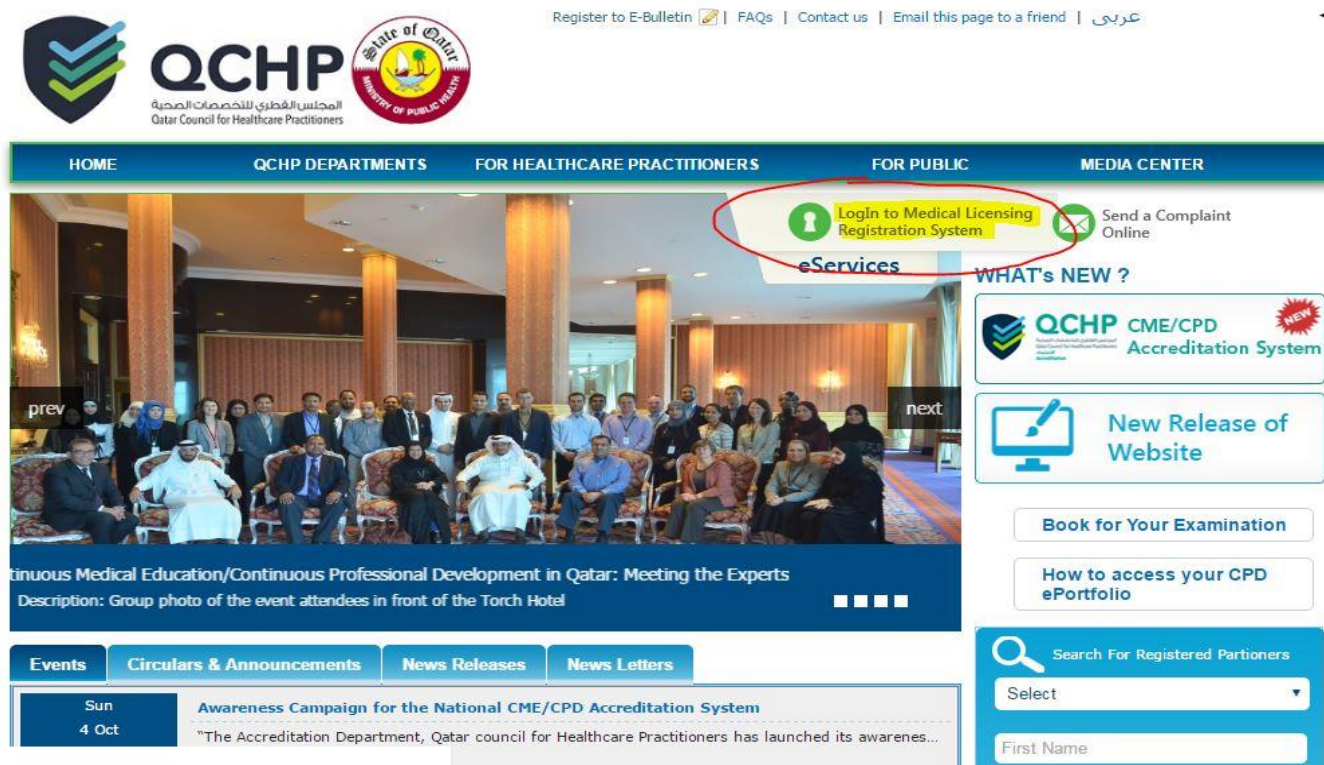 Register to E-Bulletin | FAQs | Contact us | Email this page to a friend | عربى
QCHP
المجلس القطري للتخصصات الصحية
Qatar Council for Healthcare Practitioners
State of Qatar
MINISTRY OF PUBLIC HEALTH
HOME QCHP DEPARTMENTS FOR HEALTHCARE PRACTITIONERS FOR PUBLIC MEDIA CENTER
LogIn to Medical Licensing
Registration System
Send a Complaint
Online
eServices
WHAT's NEW ?
QCHP CME/CPD
Accreditation System
NEW
prev
next
New Release of
Website
Book for Your Examination
How to access your CPD
ePortfolio
tinuous Medical Education/Continuous Professional Development in Qatar: Meeting the Experts
Description: Group photo of the event attendees in front of the Torch Hotel
Events Circulars & Announcements News Releases News Letters
Search For Registered Partioners
Select
First Name
Sun
4 Oct
Awareness Campaign for the National CME/CPD Accreditation System
"The Accreditation Department, Qatar council for Healthcare Practitioners has launched its awarenes...